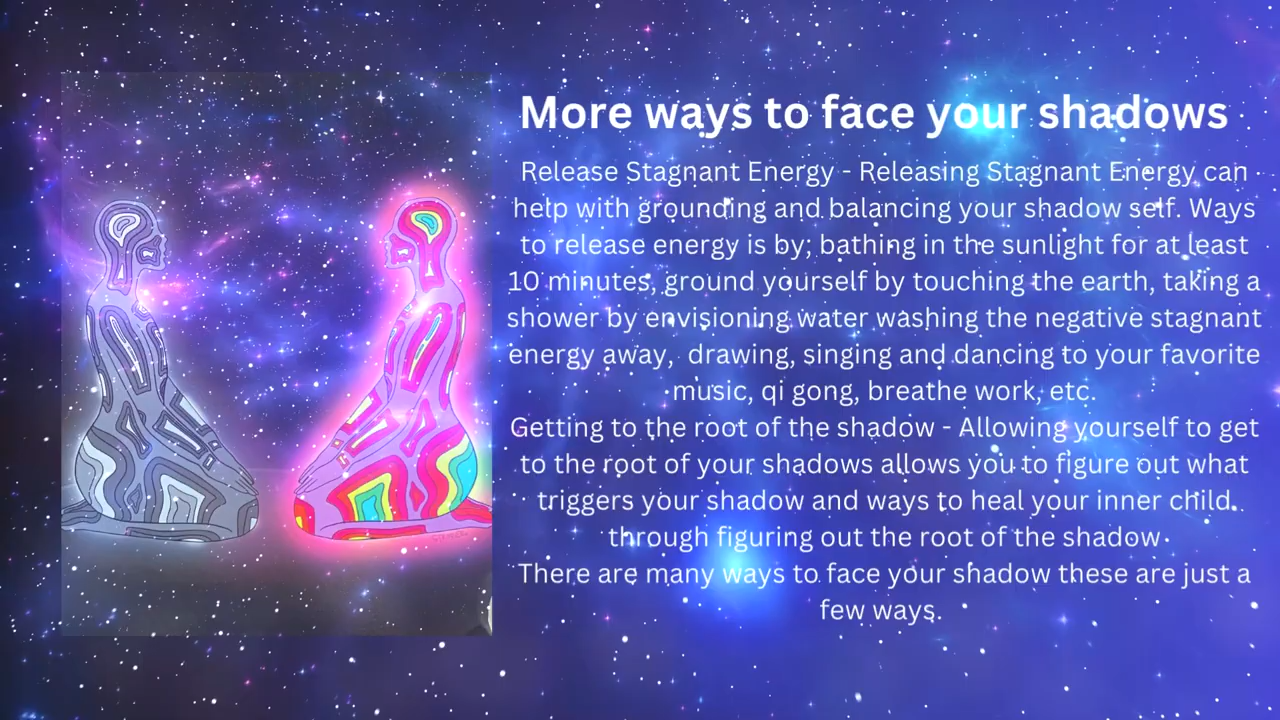 More ways to face your shadows
Release Stagnant Energy - Releasing Stagnant Energy can
help with grounding and balancing your shadow self. Ways
to release energy is by; bathing in the sunlight for at least
10 minutes, ground yourself by touching the earth, taking a
shower by envisioning water washing the negative stagnant
energy away,  drawing, singing and dancing to your favorite
music, qi gong, breathe work, etc.
Getting to the root of the shadow - Allowing yourself to get
to the root of your shadows allows you to figure out what
triggers your shadow and ways to heal your inner child.
through figuring out the root of the shadow
There are many ways to face your shadow these are just a
few ways.